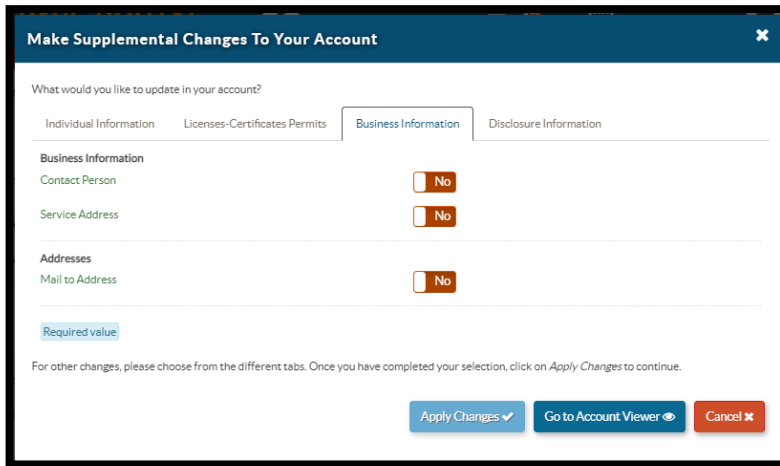 Make Supplemental Changes To Your Account
What would you like to update in your account?
Individual Information Licenses-Certificates Permits Business Information Disclosure Information
Business Information
Contact Person No
Service Address No
Addresses
Mail to Address No
Required value
For other changes, please choose from the different tabs. Once you have completed your selection, click on Apply Changes to continue.
Apply Changes Go to Account Viewer Cancel